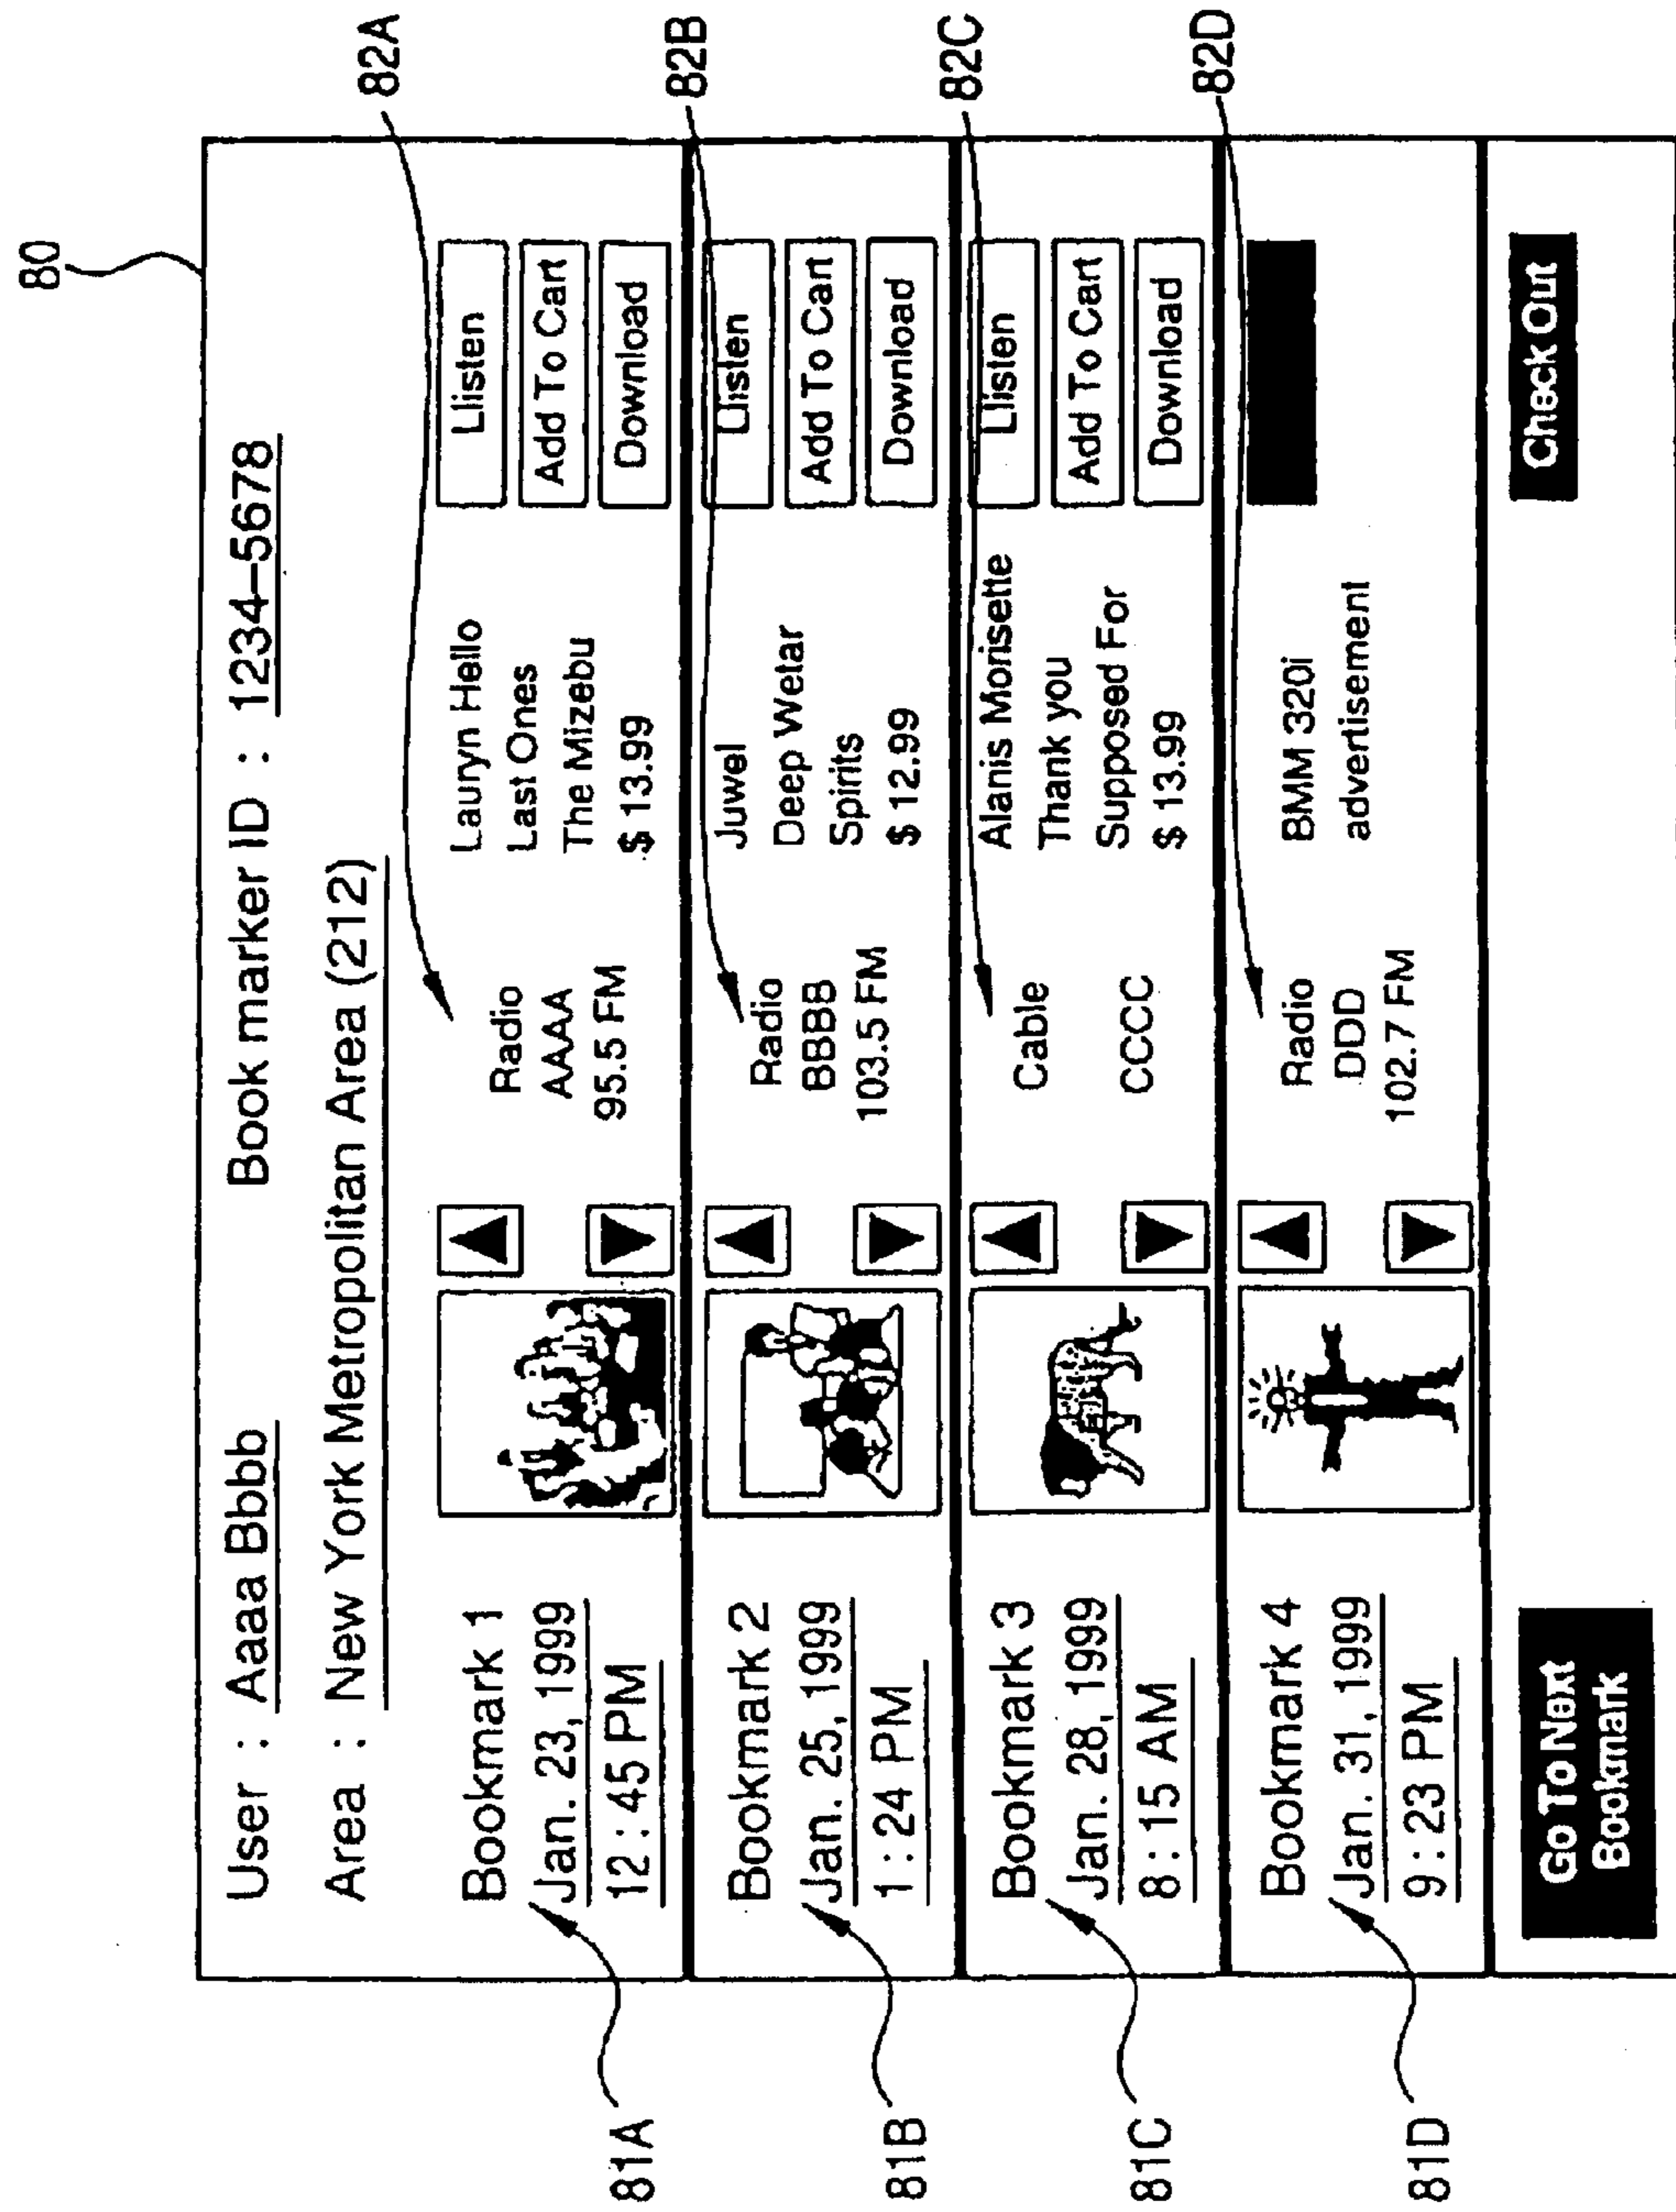 80
User : Aaaa Bbbb
Book marker ID : 1234–5678
Area : New York Metropolitan Area (212)
82A
Bookmark 1
Jan. 23, 1999
12 : 45 PM
Radio
AAAA
95.5 FM
Lauryn Hello
Last Ones
The Mizebu
$ 13.99
Llisten
Add To Cart
Download
81A
82B
Bookmark 2
Jan. 25, 1999
1 : 24 PM
Radio
BBBB
103.5 FM
Juwel
Deep Wetar
Spirits
$ 12.99
Llisten
Add To Cart
Download
81B
82C
Bookmark 3
Jan. 28, 1999
8 : 15 AM
Cable
CCCC
Alanis Morisette
Thank you
Supposed For
$ 13.99
Llisten
Add To Cart
Download
81C
82D
Bookmark 4
Jan. 31, 1999
9 : 23 PM
Radio
DDD
102.7 FM
BMM 320i
advertisement
81D
Go To Next
Bookmark
Check Out